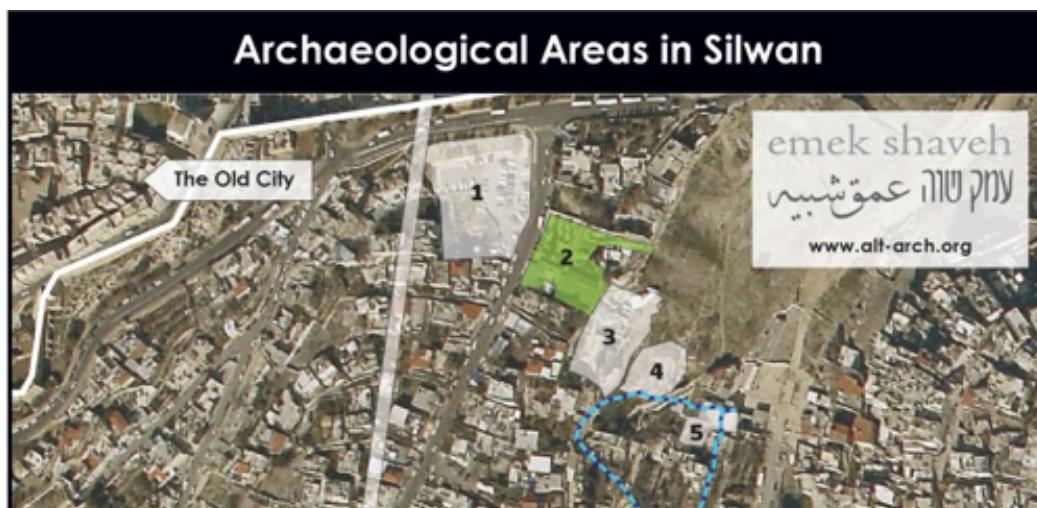 Archaeological Areas in Silwan
The Old City
emek shaveh
עמק שווה عمق شبيه
www.alt-arch.org
1
2
3
4
5